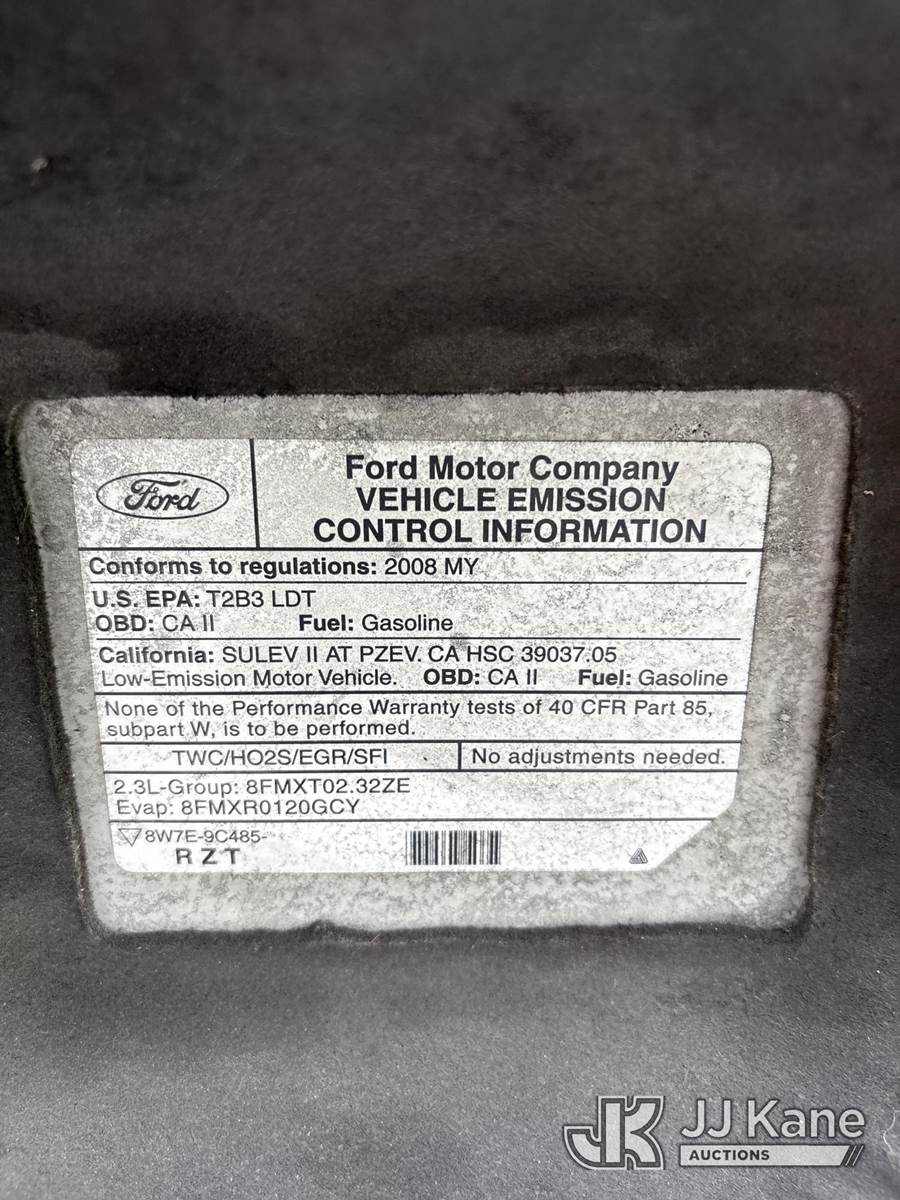 Ford
Ford Motor Company
VEHICLE EMISSION
CONTROL INFORMATION
Conforms to regulations: 2008 MY
U.S. EPA: T2B3 LDT
OBD: CA II Fuel: Gasoline
California: SULEV II AT PZEV. CA HSC 39037.05
Low-Emission Motor Vehicle. OBD: CA II Fuel: Gasoline
None of the Performance Warranty tests of 40 CFR Part 85,
subpart W, is to be performed.
TWC/HO2S/EGR/SFI No adjustments needed.
2.3L-Group: 8FMXT02.32ZE
Evap: 8FMXR0120GCY
8W7E-9C485-
RZT
JK JJ Kane
AUCTIONS